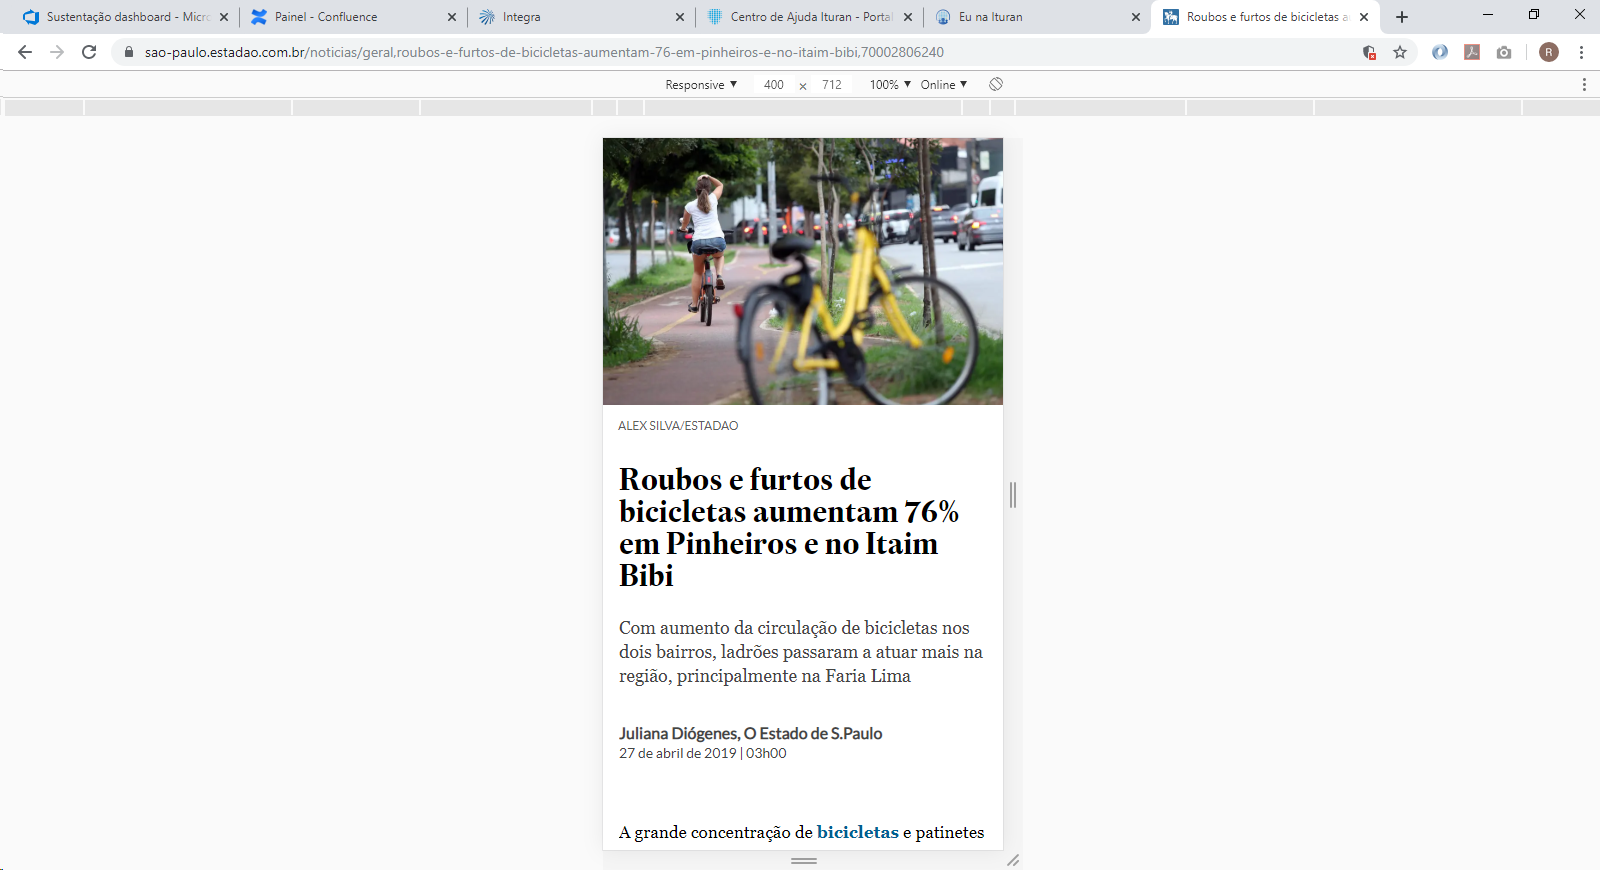 Sustentação dashboard - Micro
Painel - Confluence
Integra
Centro de Ajuda Ituran - Portal
Eu na Ituran
Roubos e furtos de bicicletas a
sao-paulo.estadao.com.br/noticias/geral,roubos-e-furtos-de-bicicletas-aumentam-76-em-pinheiros-e-no-itaim-bibi,70002806240
R
Responsive ▼ 400 × 712 100% ▼ Online ▼
ALEX SILVA/ESTADAO
Roubos e furtos de
bicicletas aumentam 76%
em Pinheiros e no Itaim
Bibi
Com aumento da circulação de bicicletas nos
dois bairros, ladrões passaram a atuar mais na
região, principalmente na Faria Lima
Juliana Diógenes, O Estado de S.Paulo
27 de abril de 2019 | 03h00
A grande concentração de bicicletas e patinetes